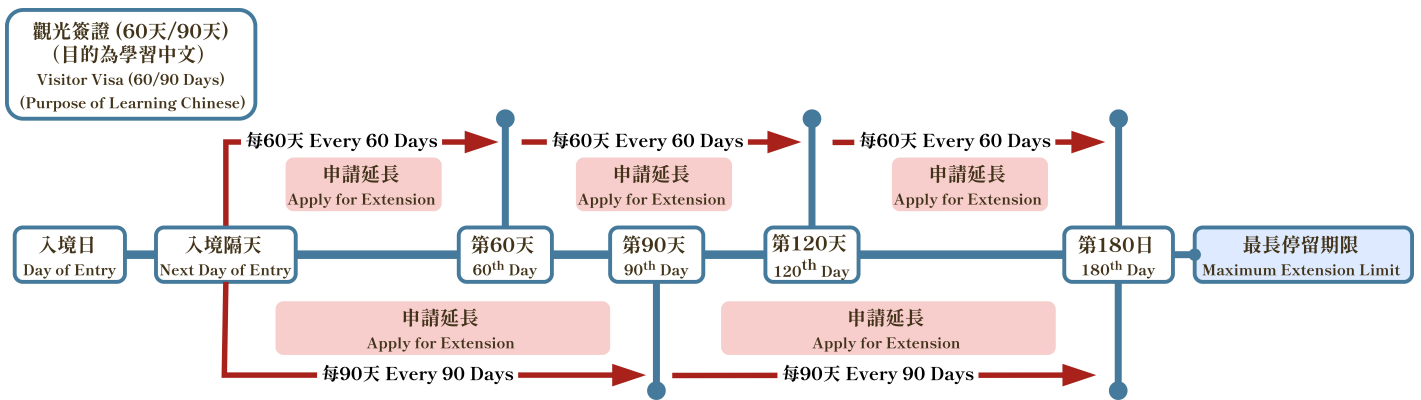 觀光簽證 (60天/90天)
(目的為學習中文)
Visitor Visa (60/90 Days)
(Purpose of Learning Chinese)
每60天 Every 60 Days
每60天 Every 60 Days
每60天 Every 60 Days
申請延長
Apply for Extension
申請延長
Apply for Extension
申請延長
Apply for Extension
入境日
Day of Entry
入境隔天
Next Day of Entry
第60天
60th Day
第90天
90th Day
第120天
120th Day
第180日
180th Day
最長停留期限
Maximum Extension Limit
申請延長
Apply for Extension
申請延長
Apply for Extension
每90天 Every 90 Days
每90天 Every 90 Days